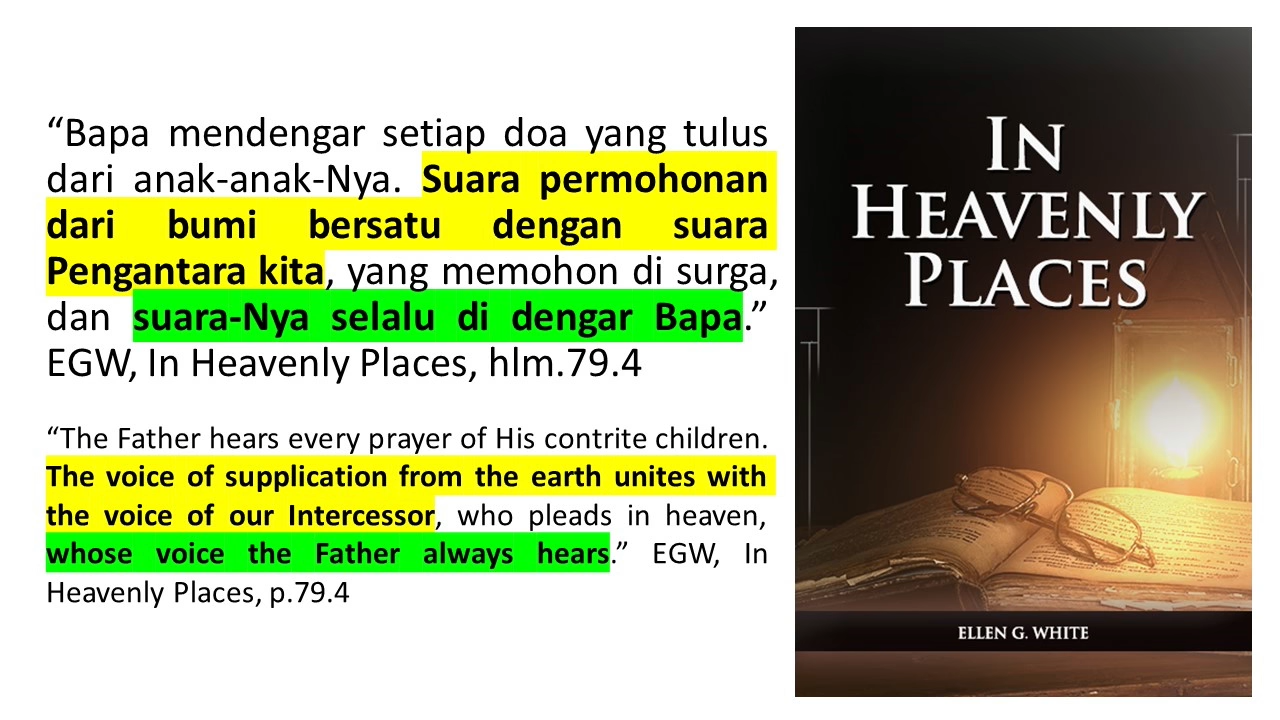 “Bapa mendengar setiap doa yang tulus
dari anak-anak-Nya. Suara permohonan
dari bumi bersatu dengan suara
Pengantara kita, yang memohon di surga,
dan suara-Nya selalu di dengar Bapa.”
EGW, In Heavenly Places, hlm.79.4
“The Father hears every prayer of His contrite children.
The voice of supplication from the earth unites with
the voice of our Intercessor, who pleads in heaven,
whose voice the Father always hears.” EGW, In
Heavenly Places, p.79.4
IN
HEAVENLY
PLACES
ELLEN G. WHITE